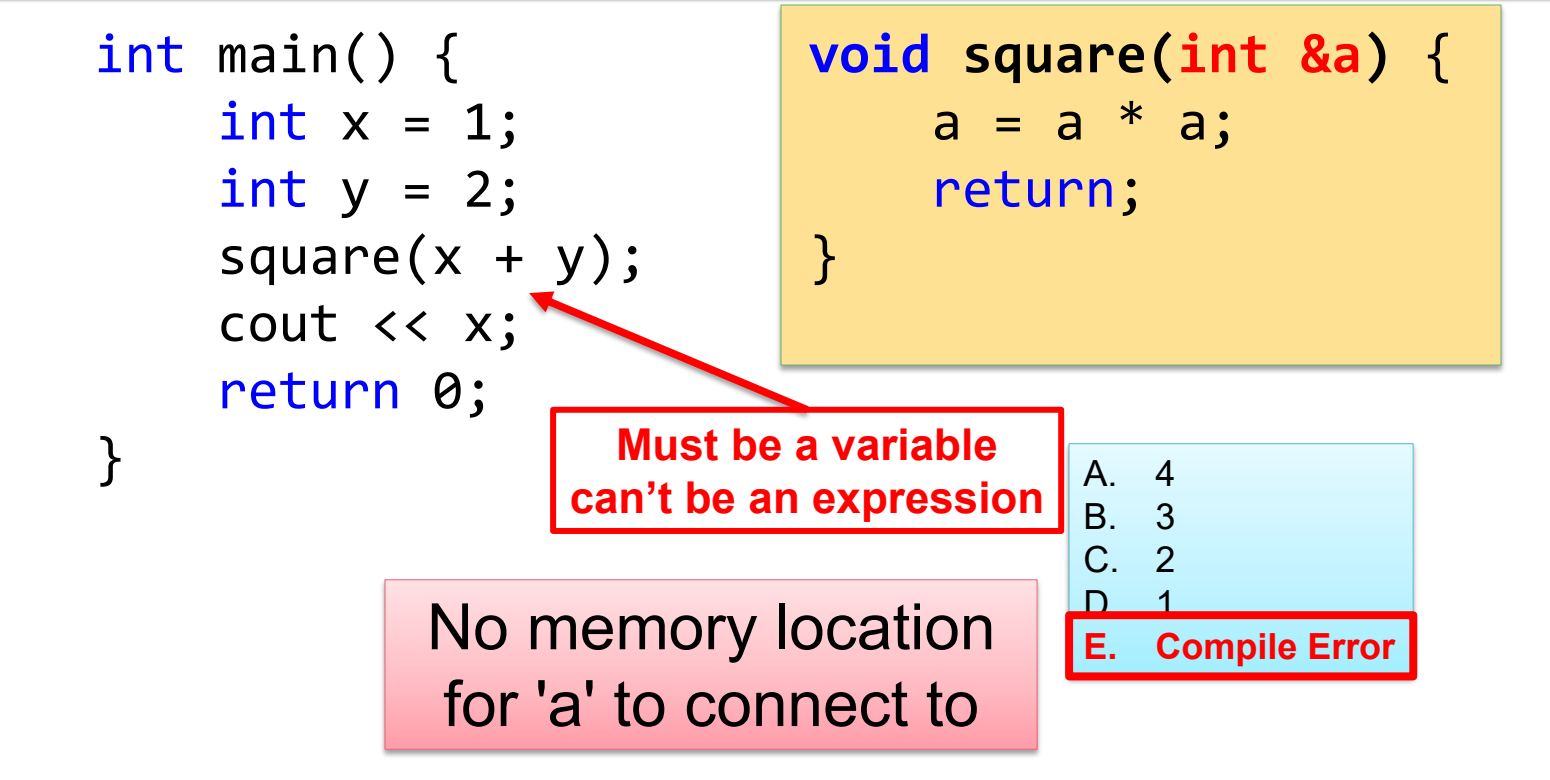 int main() {
    int x = 1;
    int y = 2;
    square(x + y);
    cout << x;
    return 0;
}
void square(int &a) {
    a = a * a;
    return;
}
Must be a variable
can’t be an expression
No memory location
for 'a' to connect to
A. 4
B. 3
C. 2
D 1
E. Compile Error